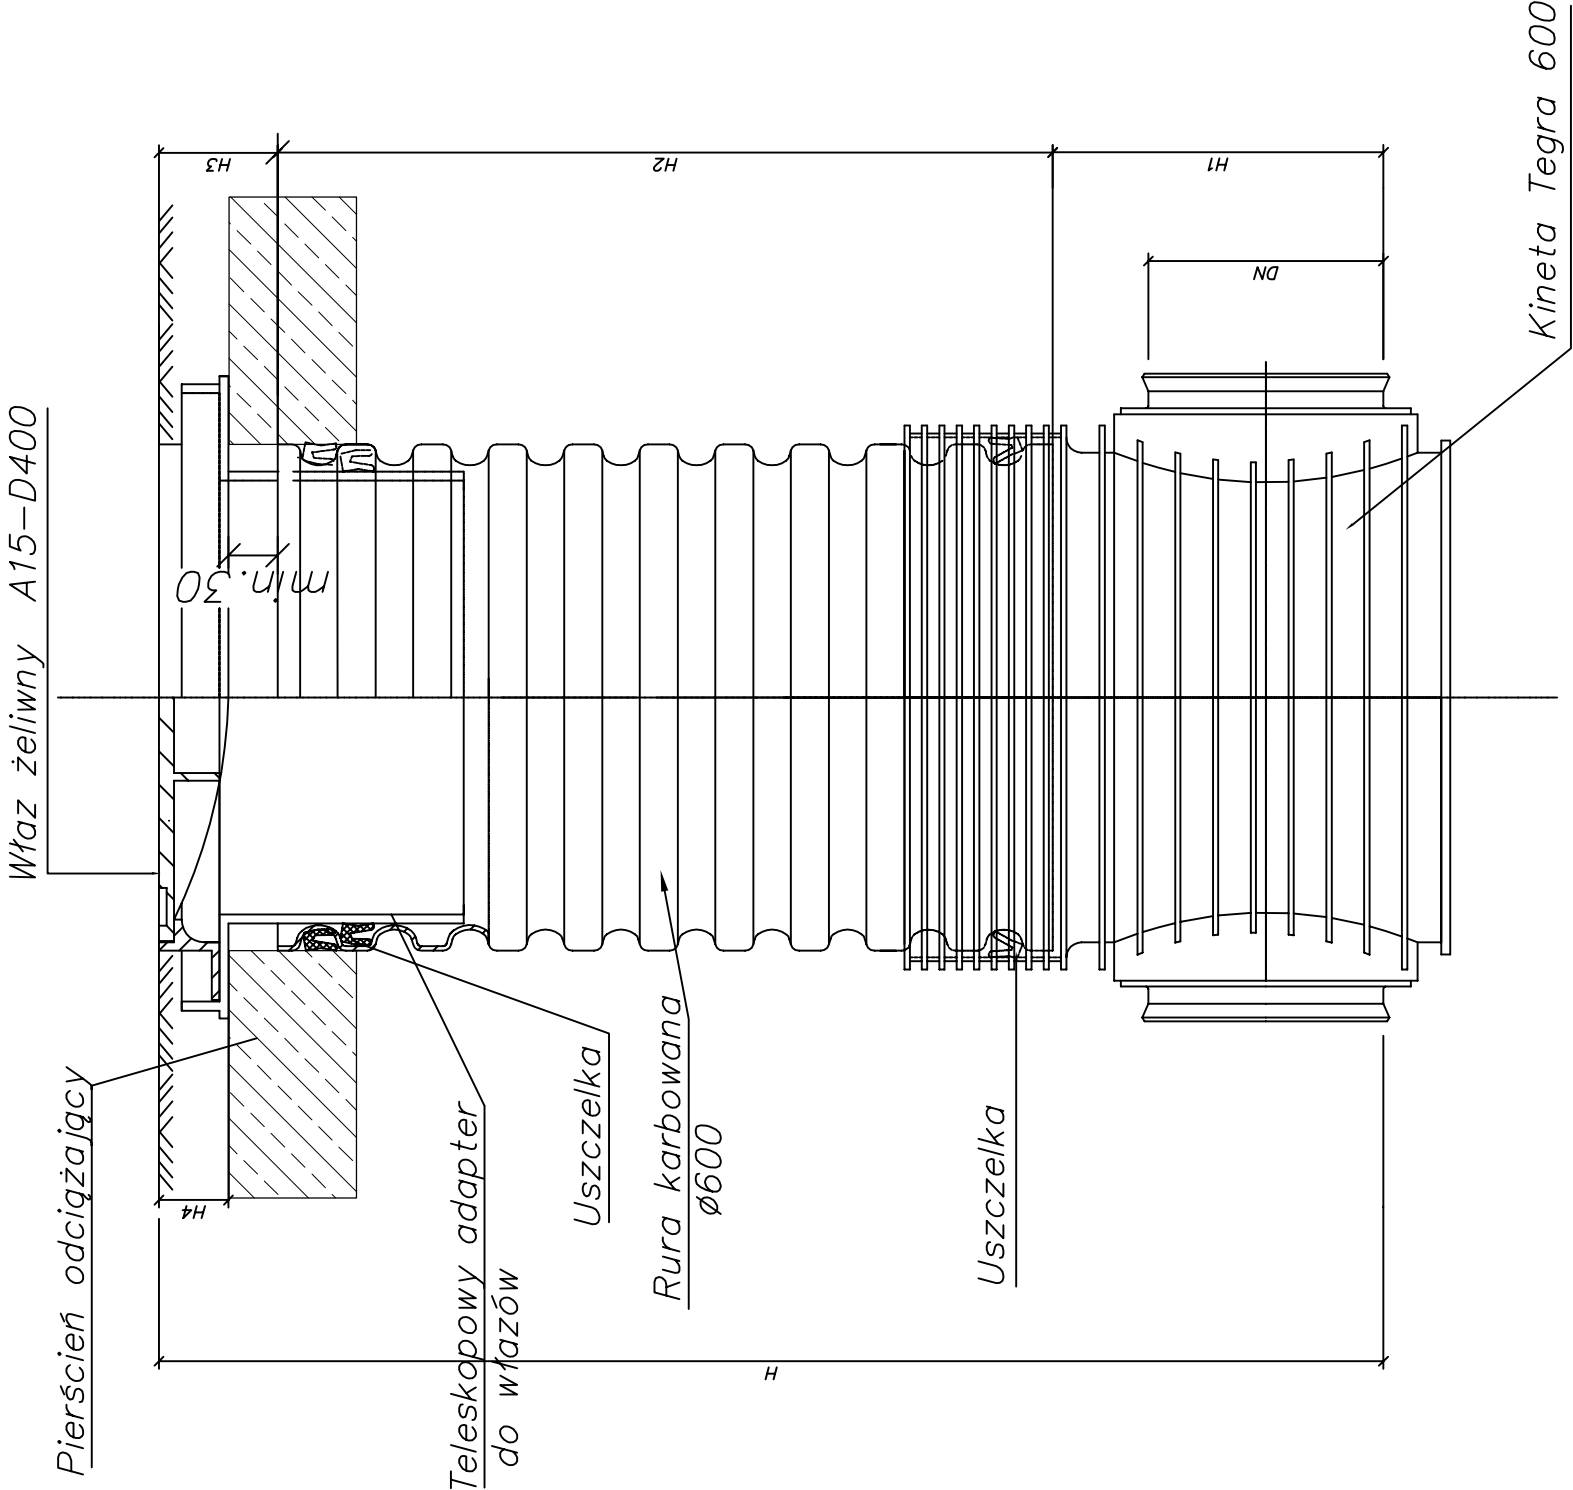 Właz żeliwny A15-D400
Pierścień odciążający
Teleskopowy adapter
do włazów
Uszczelka
Rura karbowana
ø600
Uszczelka
Kineta Tegra 600
min.30
H3
H2
H1
DN
H4
H